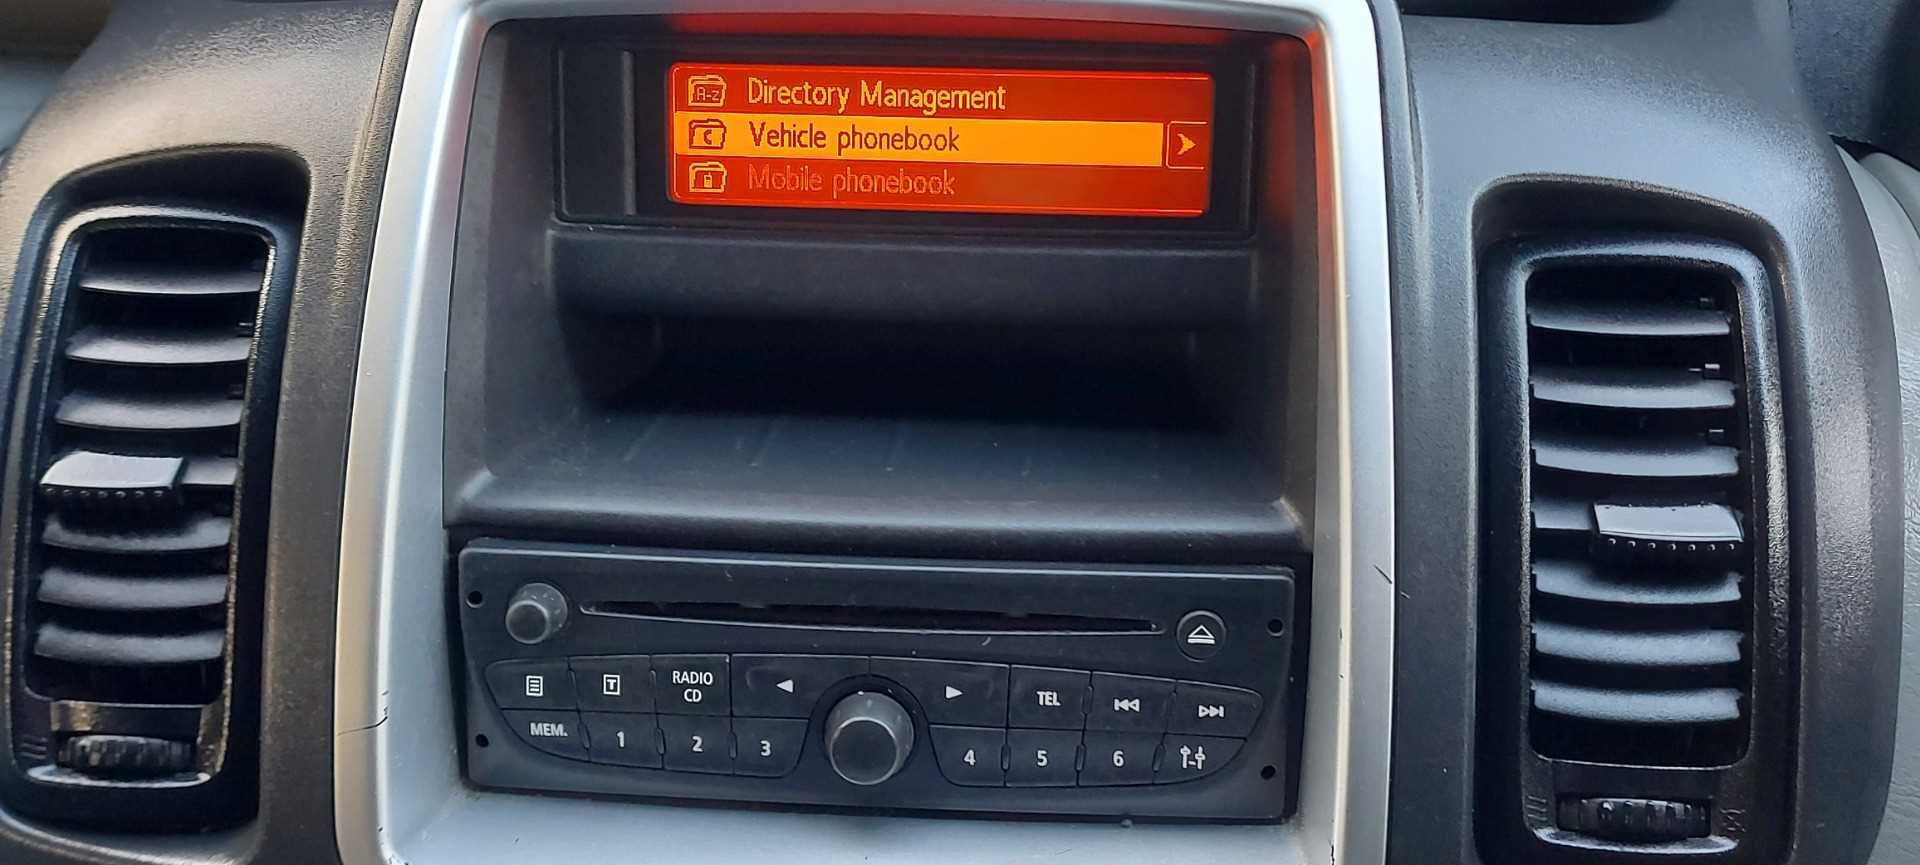 A-Z Directory Management
Vehicle phonebook
Mobile phonebook
T
RADIO
CD
TEL
MEM.
1
2
3
4
5
6